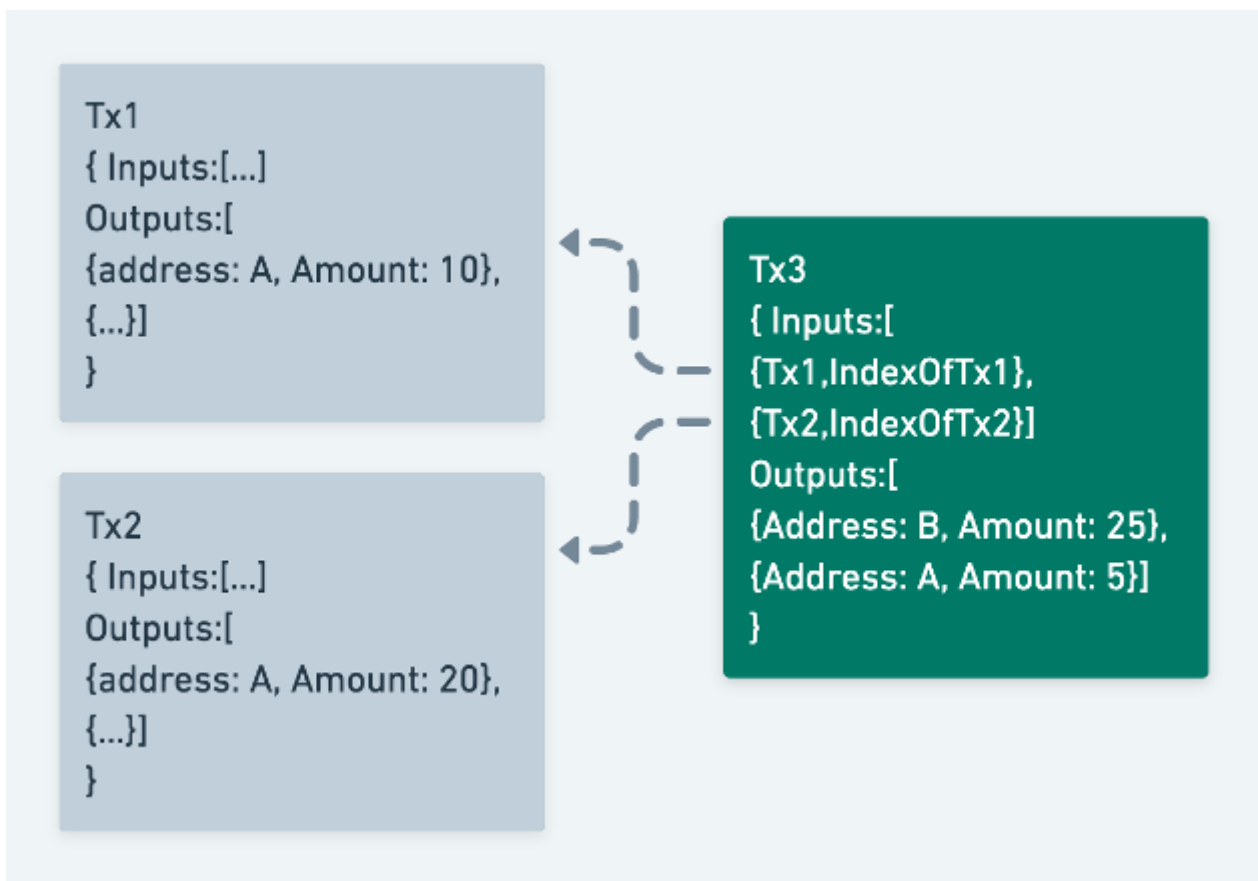 Tx1
{ Inputs:[...]
Outputs:[
{address: A, Amount: 10},
{...}]
}
Tx2
{ Inputs:[...]
Outputs:[
{address: A, Amount: 20},
{...}]
}
Tx3
{ Inputs:[
{Tx1,IndexOfTx1},
{Tx2,IndexOfTx2}]
Outputs:[
{Address: B, Amount: 25},
{Address: A, Amount: 5}]
}